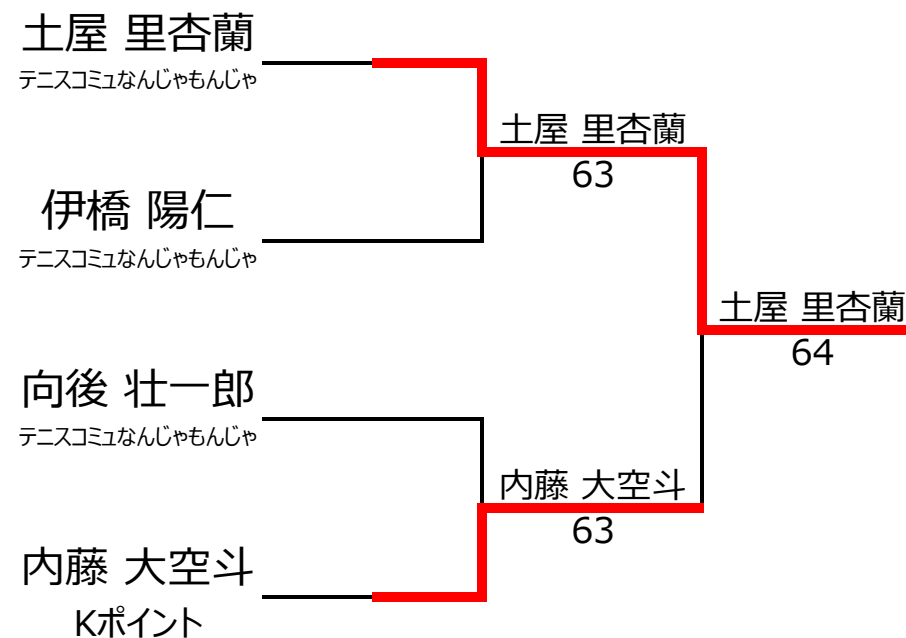 土屋 里杏蘭
テニスコミュなんじゃもんじゃ
土屋 里杏蘭
63
伊橋 陽仁
テニスコミュなんじゃもんじゃ
土屋 里杏蘭
64
向後 壮一郎
テニスコミュなんじゃもんじゃ
内藤 大空斗
63
内藤 大空斗
Kポイント